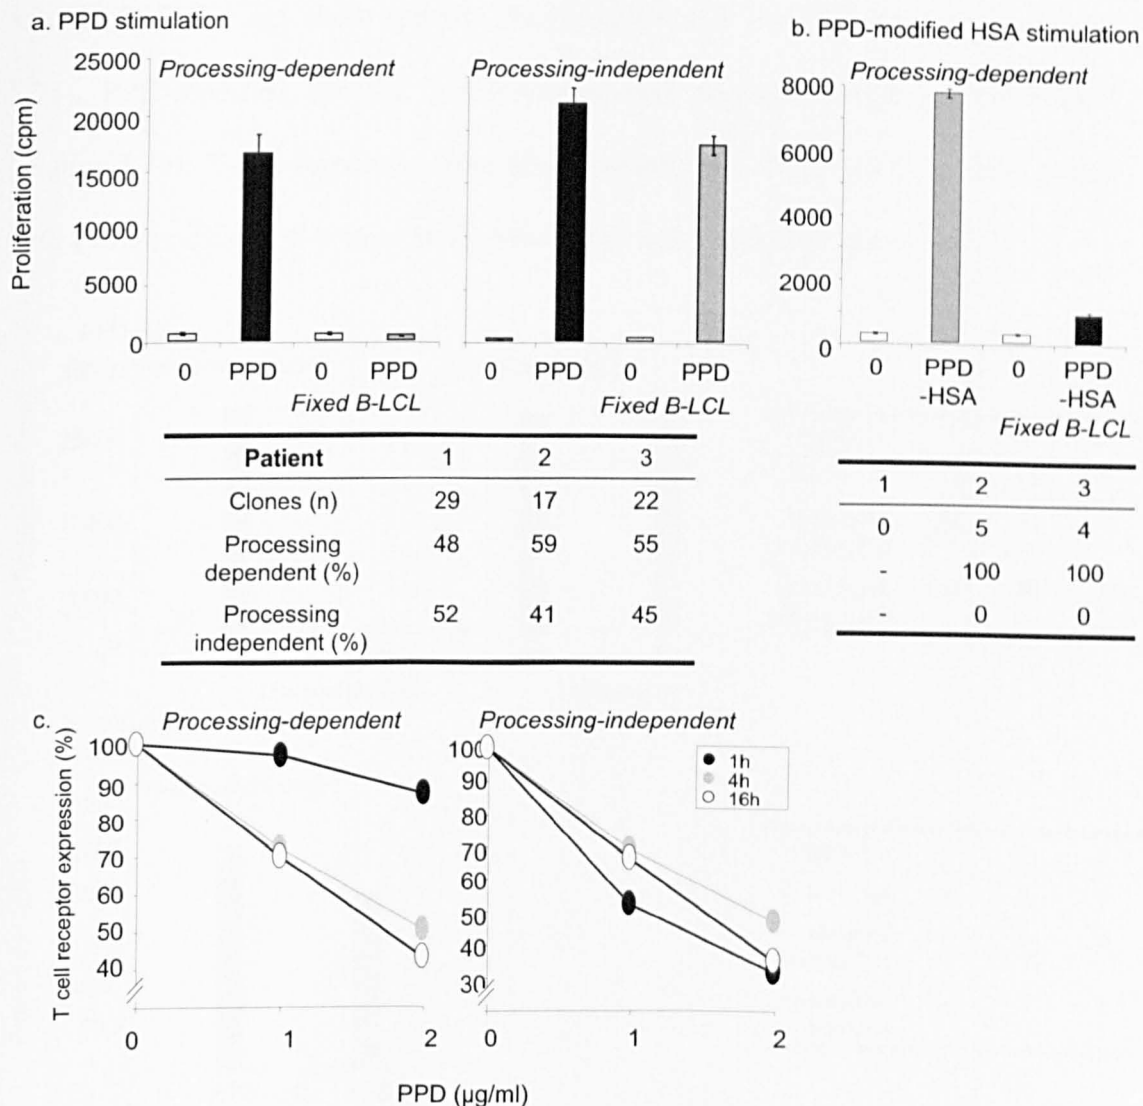 a. PPD stimulation
b. PPD-modified HSA stimulation
Processing-dependent
Processing-independent
Processing-dependent
Proliferation (cpm)
25000
20000
15000
10000
5000
0
8000
6000
4000
2000
0
0 PPD 0 PPD
Fixed B-LCL
0 PPD 0 PPD
Fixed B-LCL
0 PPD 0 PPD
-HSA -HSA
Fixed B-LCL
Patient 1 2 3
Clones (n) 29 17 22
Processing 48 59 55
dependent (%)
Processing 52 41 45
independent (%)
1 2 3
0 5 4
- 100 100
- 0 0
c. Processing-dependent
Processing-independent
T cell receptor expression (%)
100
90
80
70
60
50
40
0 1 2
100
90
80
70
60
50
40
30
0 1 2
1h
4h
16h
PPD (µg/ml)